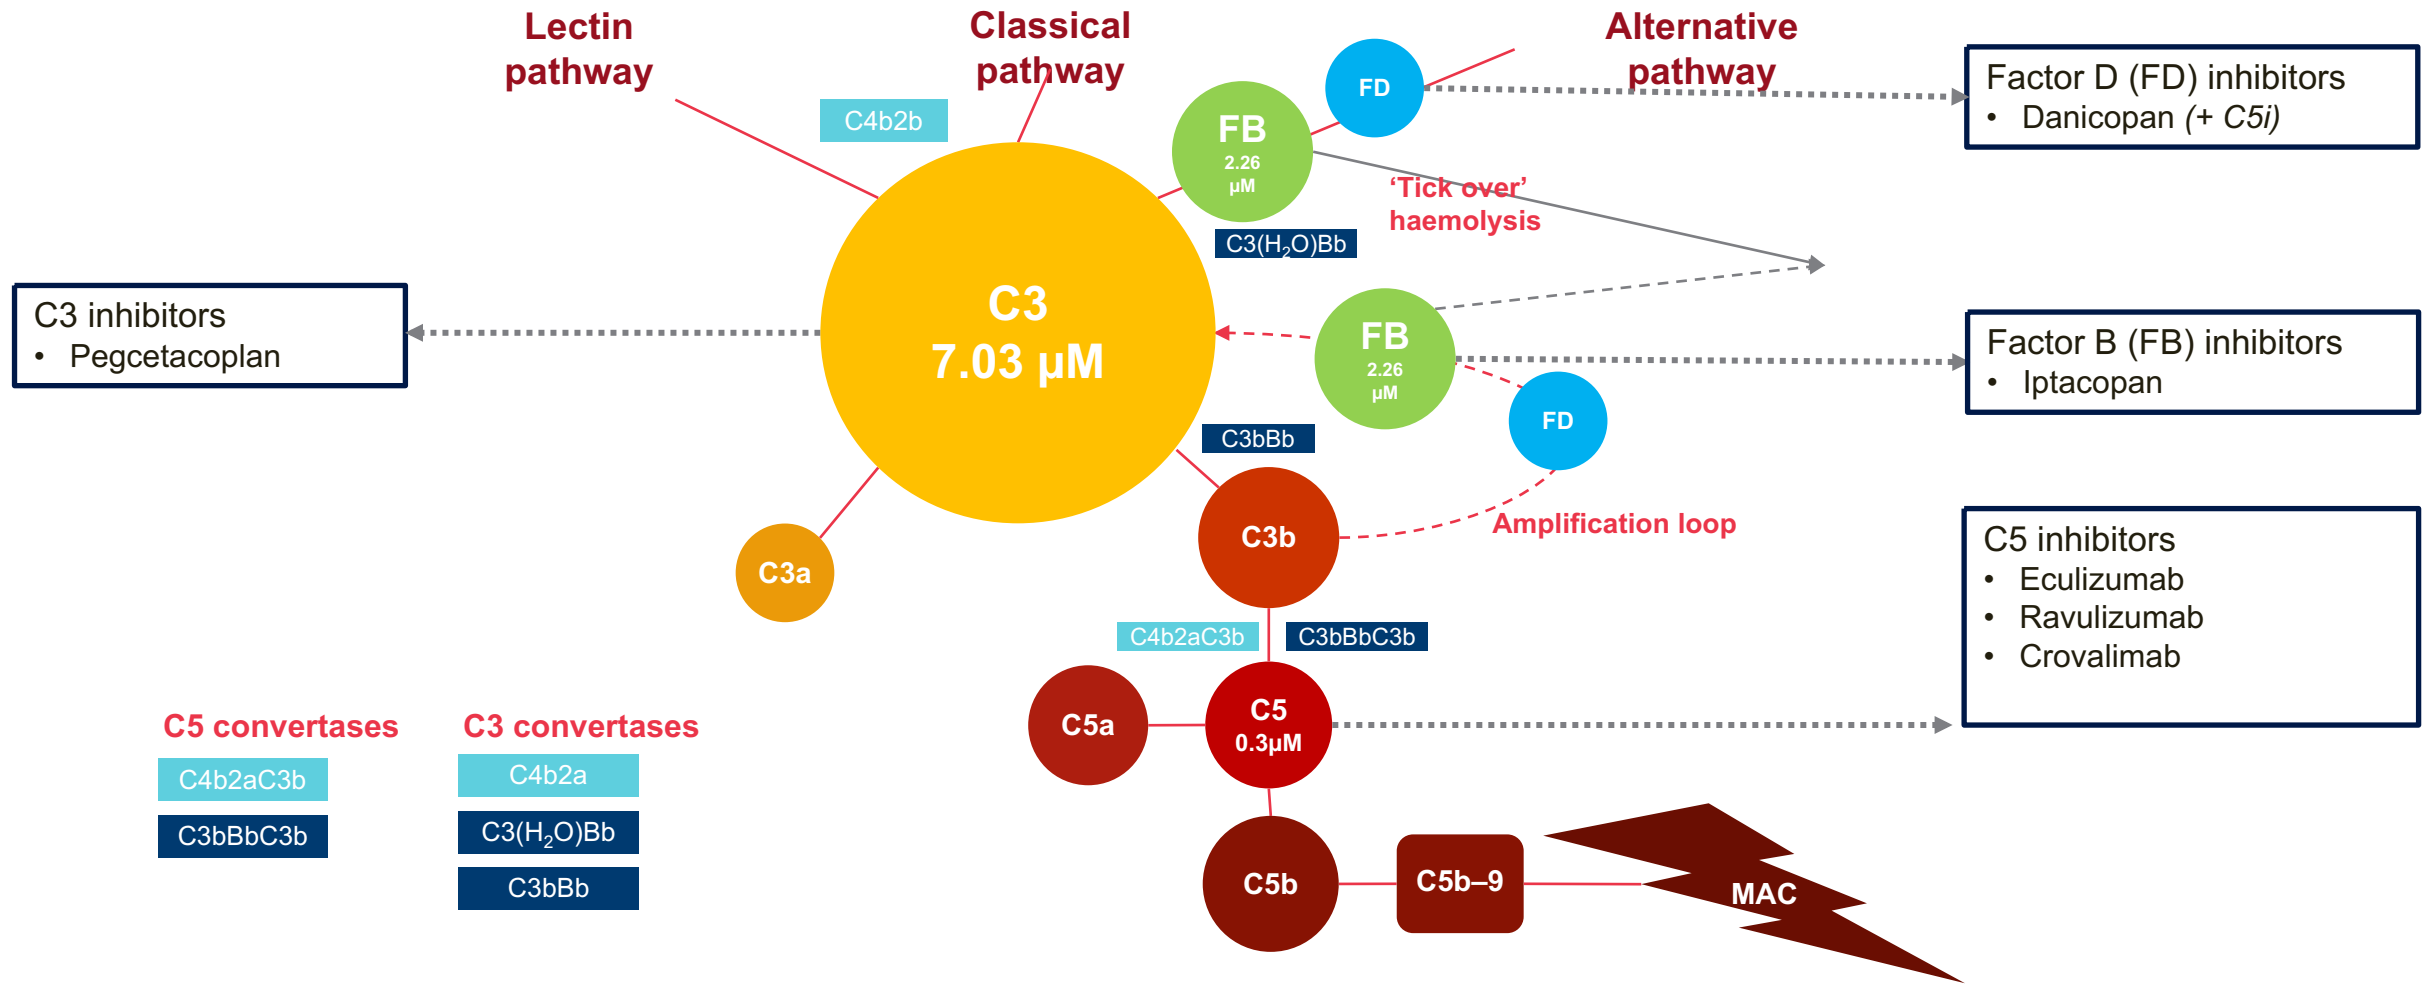 Lectin
pathway
Classical
pathway
Alternative
pathway
C4b2b
FB
2.26
µM
FD
Factor D (FD) inhibitors
• Danicopan (+ C5i)
'Tick over'
haemolysis
C3(H₂O)Bb
C3 inhibitors
• Pegcetacoplan
C3
7.03 µM
FB
2.26
µM
FD
Factor B (FB) inhibitors
• Iptacopan
C3bBb
C3b
Amplification loop
C3a
C5 inhibitors
• Eculizumab
• Ravulizumab
• Crovalimab
C4b2aC3b
C3bBbC3b
C5a
C5
0.3µM
C5 convertases
C4b2aC3b
C3bBbC3b
C3 convertases
C4b2a
C3(H₂O)Bb
C3bBb
C5b
C5b–9
MAC